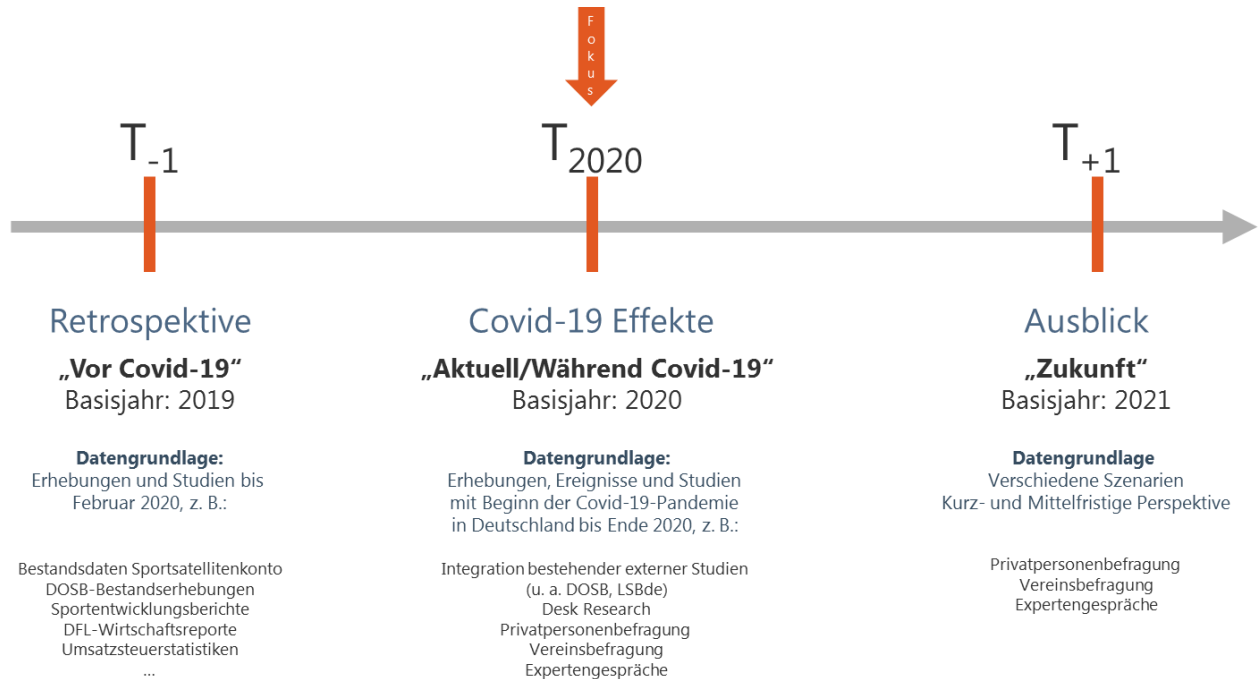 Fokus
T-1
T2020
T+1
Retrospektive
„Vor Covid-19“
Basisjahr: 2019
Datengrundlage:
Erhebungen und Studien bis
Februar 2020, z. B.:
Bestandsdaten Sportsatellitenkonto
DOSB-Bestandserhebungen
Sportentwicklungsberichte
DFL-Wirtschaftsreporte
Umsatzsteuerstatistiken
...
Covid-19 Effekte
„Aktuell/Während Covid-19“
Basisjahr: 2020
Datengrundlage:
Erhebungen, Ereignisse und Studien
mit Beginn der Covid-19-Pandemie
in Deutschland bis Ende 2020, z. B.:
Integration bestehender externer Studien
(u. a. DOSB, LSBde)
Desk Research
Privatpersonenbefragung
Vereinsbefragung
Expertengespräche
Ausblick
„Zukunft“
Basisjahr: 2021
Datengrundlage
Verschiedene Szenarien
Kurz- und Mittelfristige Perspektive
Privatpersonenbefragung
Vereinsbefragung
Expertengespräche